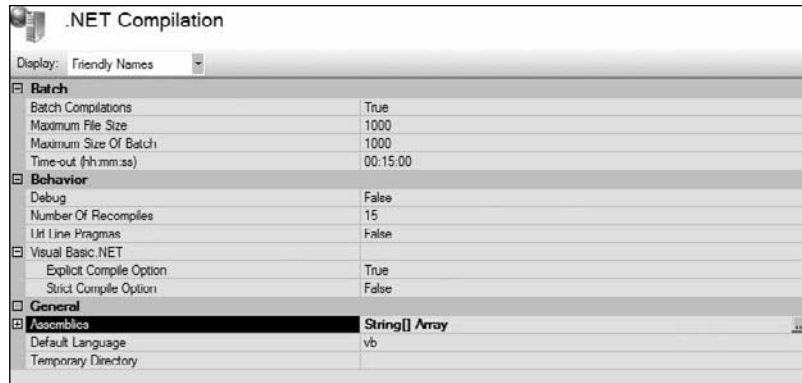 .NET Compilation
Display: Friendly Names
Batch
Batch Compilations True
Maximum File Size 1000
Maximum Size Of Batch 1000
Time-out (hh:mm:ss) 00:15:00
Behavior
Debug False
Number Of Recompiles 15
Url Line Pragmas False
Visual Basic.NET
Explicit Compile Option True
Strict Compile Option False
General
Assemblies String[] Array ...
Default Language vb
Temporary Directory